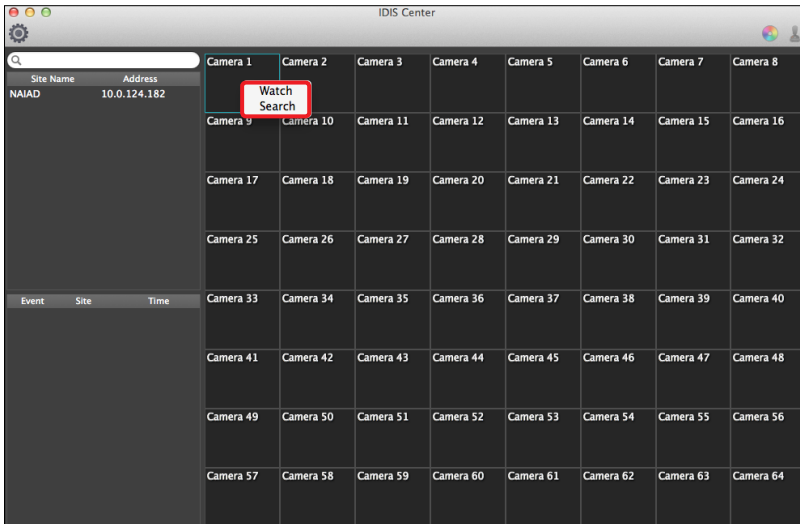 IDIS Center
Site Name Address
NAIAD 10.0.124.182
Camera 1 Camera 2 Camera 3 Camera 4 Camera 5 Camera 6 Camera 7 Camera 8
Watch
Search
Camera 9 Camera 10 Camera 11 Camera 12 Camera 13 Camera 14 Camera 15 Camera 16
Camera 17 Camera 18 Camera 19 Camera 20 Camera 21 Camera 22 Camera 23 Camera 24
Camera 25 Camera 26 Camera 27 Camera 28 Camera 29 Camera 30 Camera 31 Camera 32
Event Site Time
Camera 33 Camera 34 Camera 35 Camera 36 Camera 37 Camera 38 Camera 39 Camera 40
Camera 41 Camera 42 Camera 43 Camera 44 Camera 45 Camera 46 Camera 47 Camera 48
Camera 49 Camera 50 Camera 51 Camera 52 Camera 53 Camera 54 Camera 55 Camera 56
Camera 57 Camera 58 Camera 59 Camera 60 Camera 61 Camera 62 Camera 63 Camera 64